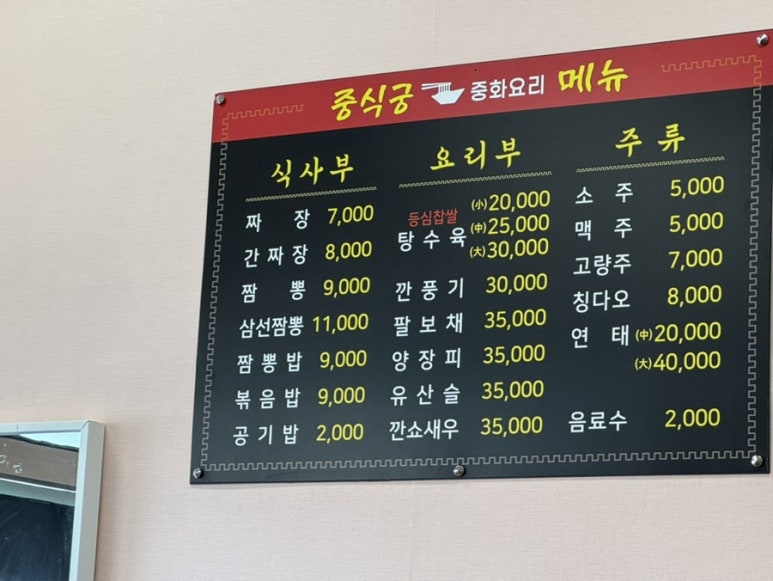 중식궁 중화요리 메뉴
식사부
짜 장 7,000
간짜장 8,000
짬 뽕 9,000
삼선짬뽕 11,000
짬뽕밥 9,000
볶음밥 9,000
공기밥 2,000
요리부
등심찹쌀
탕수육
(小)20,000
(中)25,000
(大)30,000
깐풍기 30,000
팔보채 35,000
양장피 35,000
유산슬 35,000
깐쇼새우 35,000
주류
소 주 5,000
맥 주 5,000
고량주 7,000
칭다오 8,000
연 태 (中)20,000
(大)40,000
음료수 2,000